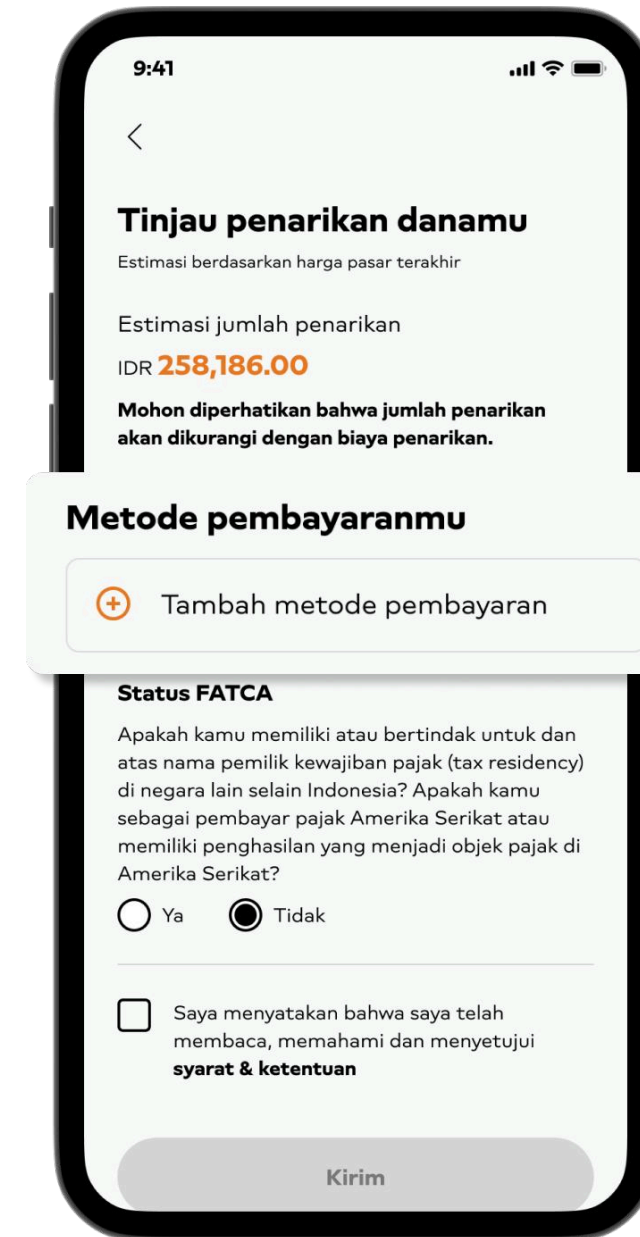 9:41
Tinjau penarikan danamu
Estimasi berdasarkan harga pasar terakhir
Estimasi jumlah penarikan
IDR 258,186.00
Mohon diperhatikan bahwa jumlah penarikan
akan dikurangi dengan biaya penarikan.
Metode pembayaranmu
Tambah metode pembayaran
Status FATCA
Apakah kamu memiliki atau bertindak untuk dan
atas nama pemilik kewajiban pajak (tax residency)
di negara lain selain Indonesia? Apakah kamu
sebagai pembayar pajak Amerika Serikat atau
memiliki penghasilan yang menjadi objek pajak di
Amerika Serikat?
Ya Tidak
Saya menyatakan bahwa saya telah
membaca, memahami dan menyetujui
syarat & ketentuan
Kirim